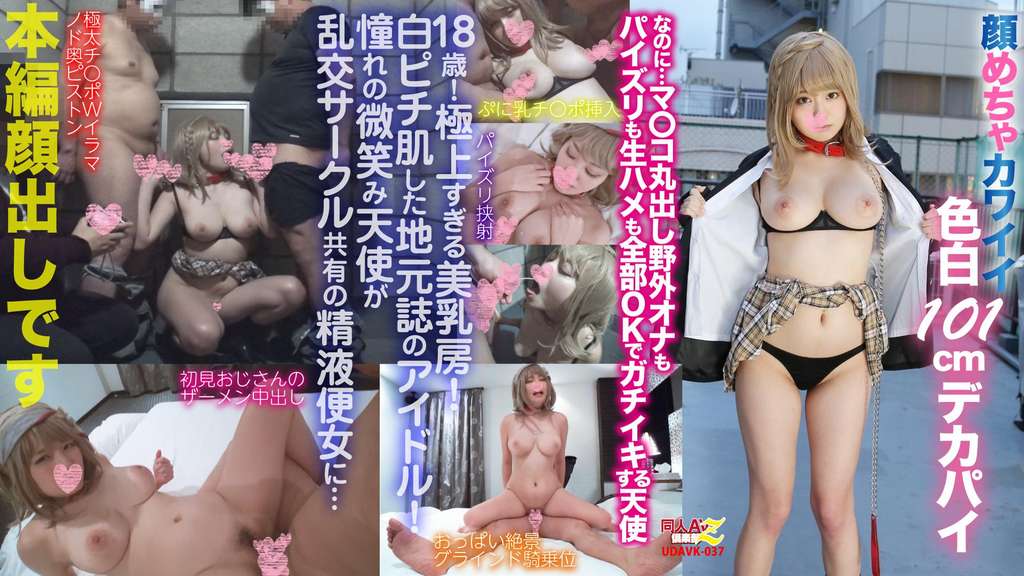 顔めちゃカワイイ
色白101cmデカパイ
なのに…マ〇コ丸出し野外オナも
パイズリも生ハメも全部OKでガチイキする天使
ぷに乳チ〇ポ挿入
パイズリ挟射
18歳!極上すぎる美乳房!
白ピチ肌した地元誌のアイドル!
憧れの微笑み天使が
乱交サークル共有の精液便女に…
極太チ〇ポWイラマ
ノド奥ピストン
本編顔出しです
初見おじさんの
ザーメン中出し
おっぱい絶景
グラインド騎乗位
同人AV
倶楽部
UDAVK-037